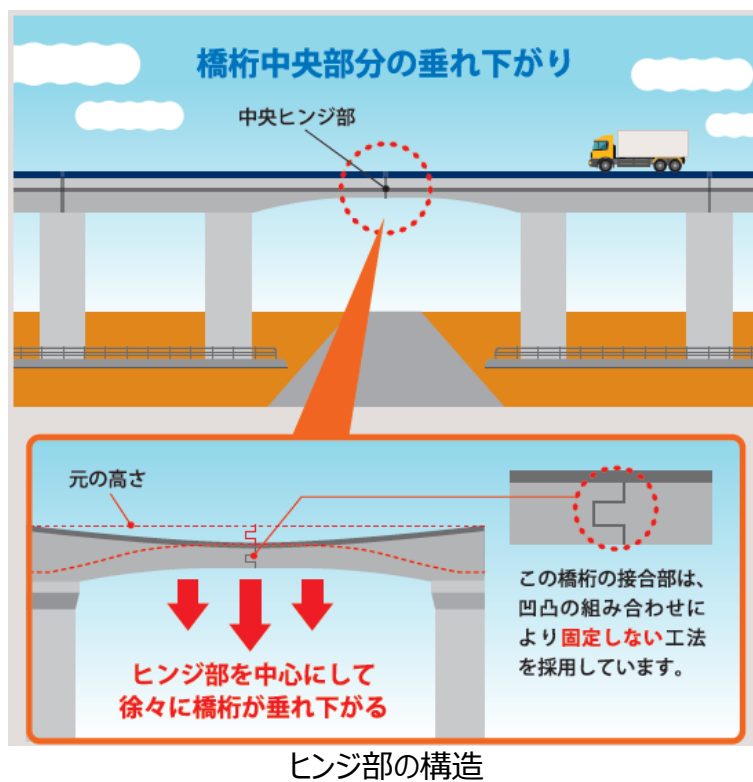 橋桁中央部分の垂れ下がり
中央ヒンジ部
元の高さ
この橋桁の接合部は、
凹凸の組み合わせに
より固定しない工法
を採用しています。
ヒンジ部を中心にして
徐々に橋桁が垂れ下がる
ヒンジ部の構造